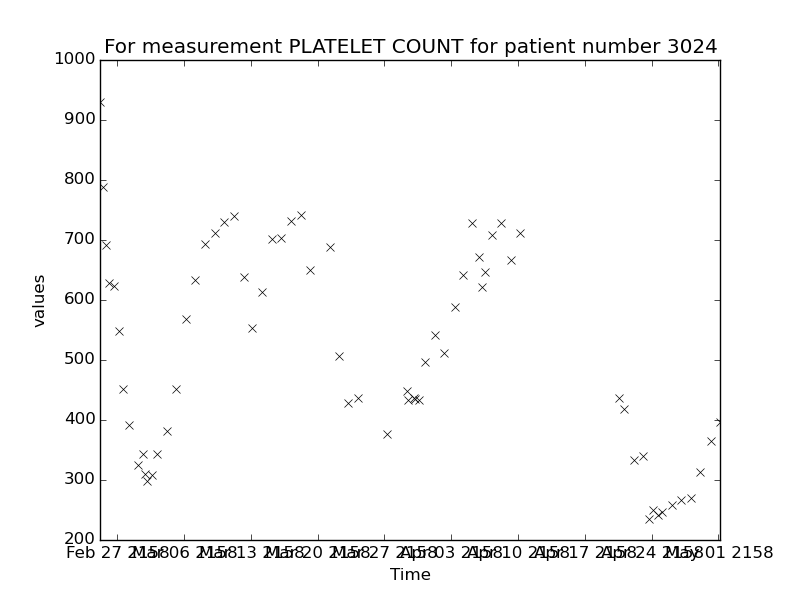 For measurement PLATELET COUNT for patient number 3024
1000
900
800
700
600
500
400
300
200
values
Feb 27 2158 Mar 06 2158 Mar 13 2158 Mar 20 2158 Mar 27 2158 Apr 03 2158 Apr 10 2158 Apr 17 2158 Apr 24 2158 May 01 2158
Time